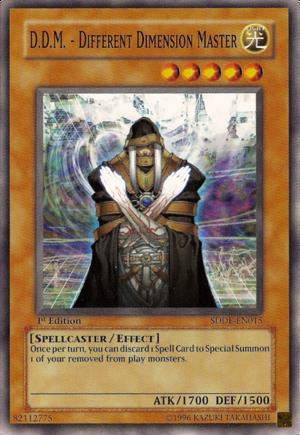 D.D.M. - Different Dimension Master
LIGHT
光
1st Edition
SDDE-EN015
[Spellcaster / Effect]
Once per turn, you can discard 1 Spell Card to Special Summon
1 of your removed from play monsters.
ATK/1700 DEF/1500
82112775
©1996 KAZUKI TAKAHASHI